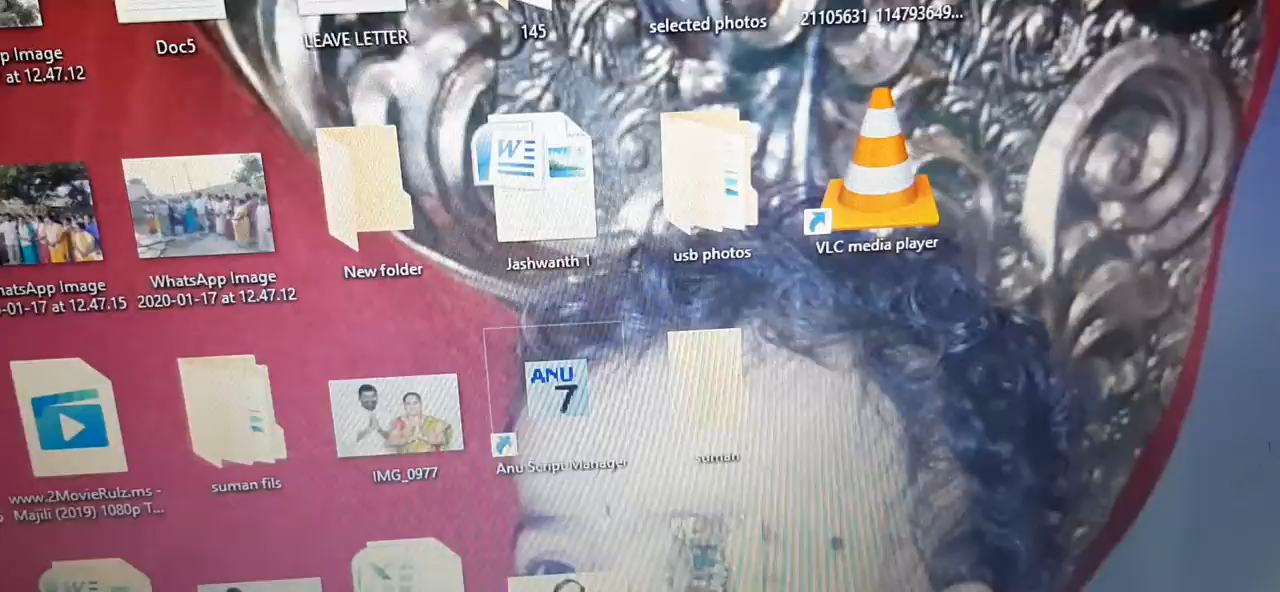 p Image
at 12.47.12
Doc5
LEAVE LETTER
145
selected photos
21105631_114793649...
hatsApp Image
-01-17 at 12.47.15
WhatsApp Image
2020-01-17 at 12.47.12
New folder
W
Jashwanth 1
usb photos
VLC media player
www.2MovieRulz.ms -
Majili (2019) 1080p T...
suman fils
IMG_0977
ANU
7
Anu Script Manager
suman